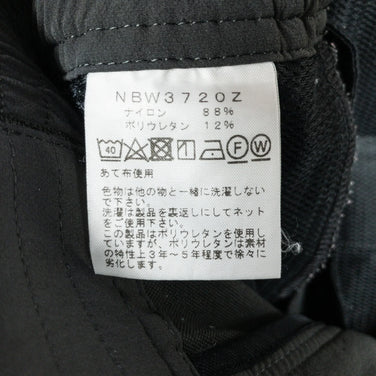 NBW3720Z
ナイロン 88%
ポリウレタン 12%
40 F W
あて布使用
色物は他の物と一緒に洗濯しない
で下さい。
洗濯は製品を裏返しにしてネット
をご使用下さい。
この製品はポリウレタンを使用し
ていますが、ポリウレタンは素材
の特性上3年〜5年程度で徐々に
劣化します。